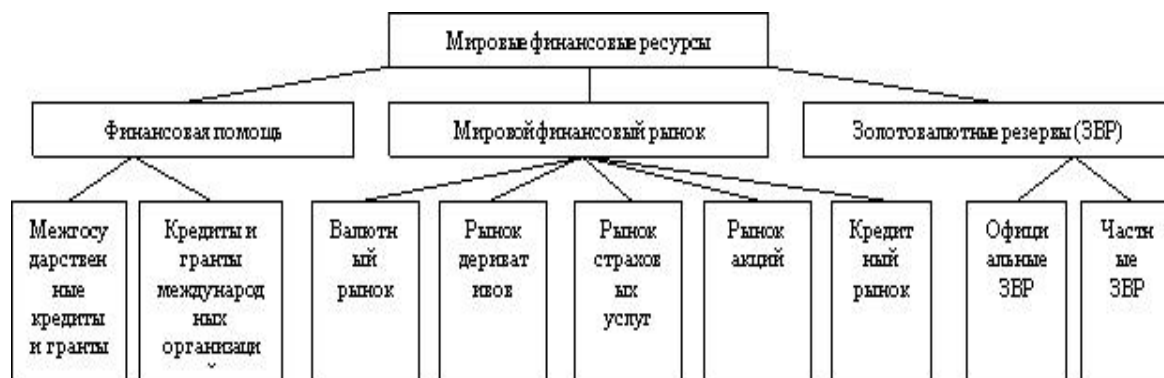 Мировые финансовые ресурсы
Финансовая помощь
Мировой финансовый рынок
Золотовалютные резервы (ЗВР)
Межгосу
дарствен
ные
кредиты
и гранты
Кредиты и
гранты
международ
ных
организаци
й
Валютн
ый
рынок
Рынок
дериват
ивов
Рынок
страхов
ых
услуг
Рынок
акций
Кредит
ный
рынок
Офици
альные
ЗВР
Частн
ые
ЗВР